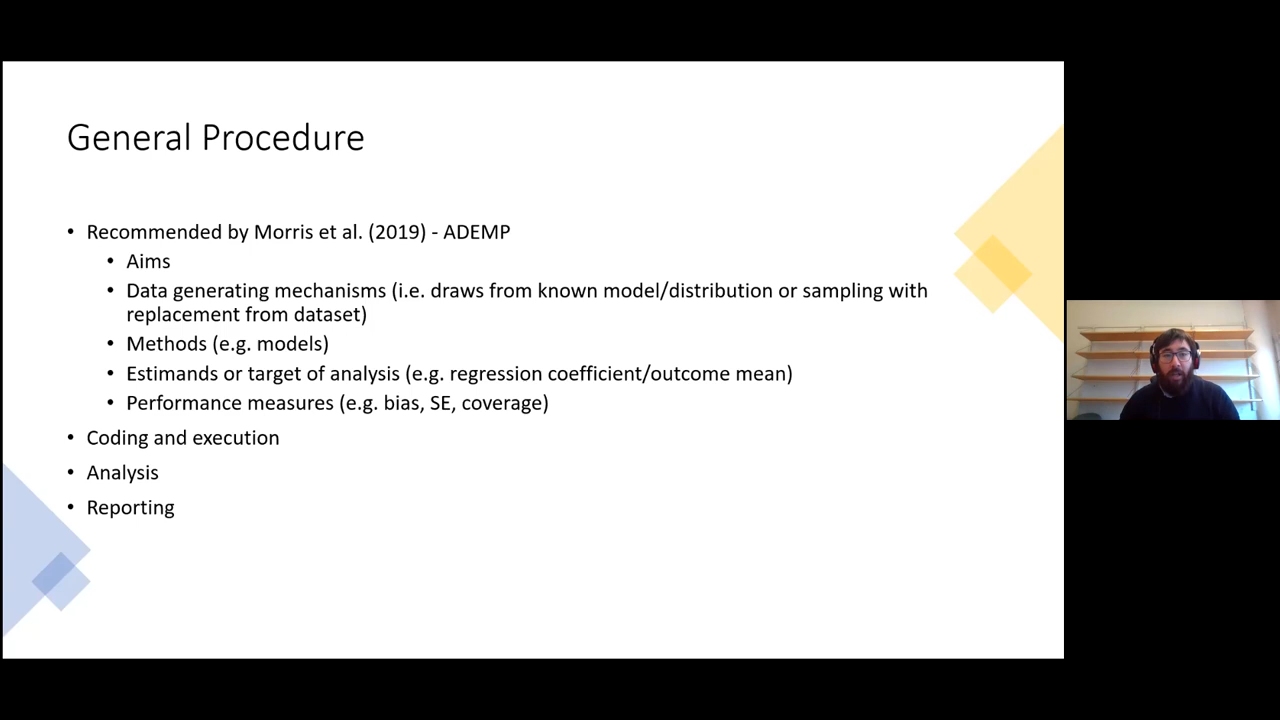 General Procedure
• Recommended by Morris et al. (2019) - ADEMP
• Aims
• Data generating mechanisms (i.e. draws from known model/distribution or sampling with
replacement from dataset)
• Methods (e.g. models)
• Estimands or target of analysis (e.g. regression coefficient/outcome mean)
• Performance measures (e.g. bias, SE, coverage)
• Coding and execution
• Analysis
• Reporting